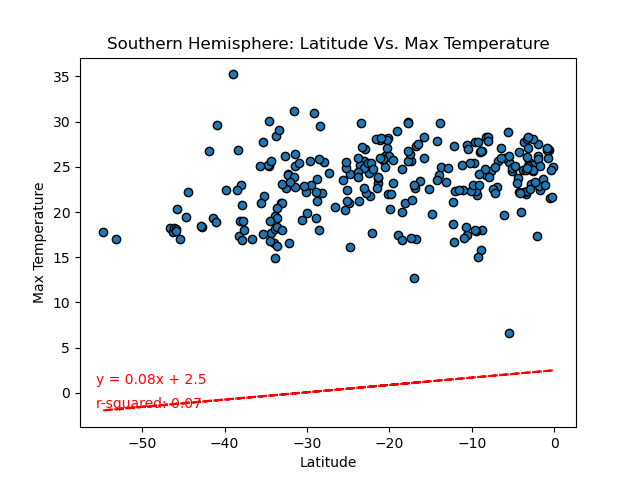 Southern Hemisphere: Latitude Vs. Max Temperature
35
30
25
20
15
10
5
0
Max Temperature
y = 0.08x + 2.5
r-squared: 0.07
−50 −40 −30 −20 −10 0
Latitude